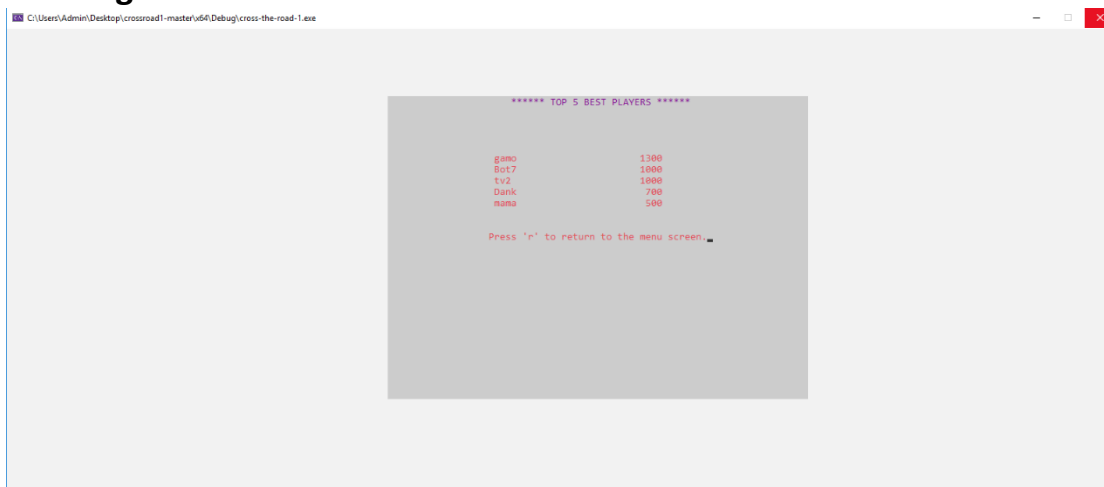 C:\Users\Admin\Desktop\crossroad1-master\x64\Debug\cross-the-road-1.exe
****** TOP 5 BEST PLAYERS ******
gamo 1300
Bot7 1000
tv2 1000
Dank 700
mama 500
Press 'r' to return to the menu screen.